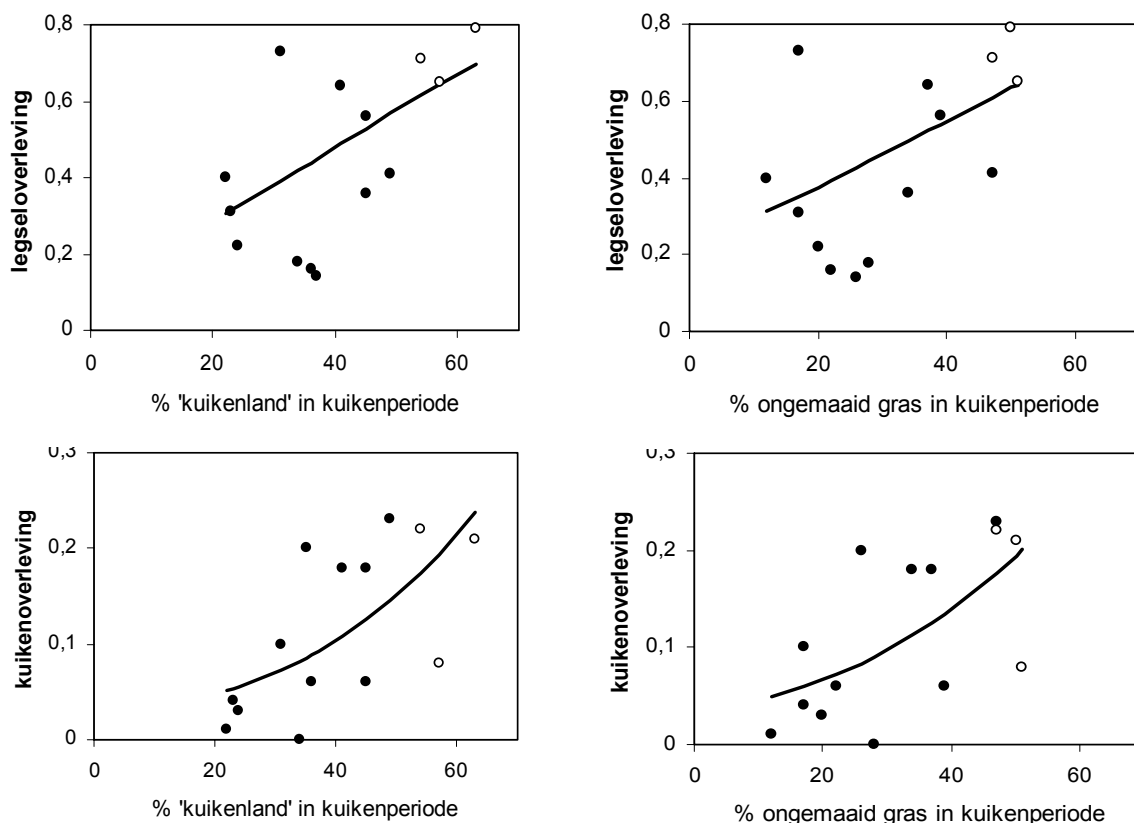 0,8
0,6
0,4
0,2
0
legseloverleving
0 20 40 60
% 'kuikenland' in kuikenperiode
0,8
0,6
0,4
0,2
0
legseloverleving
0 20 40 60
% ongemaaid gras in kuikenperiode
0,3
0,2
0,1
0
kuikenoverleving
0 20 40 60
% 'kuikenland' in kuikenperiode
0,3
0,2
0,1
0
kuikenoverleving
0 20 40 60
% ongemaaid gras in kuikenperiode